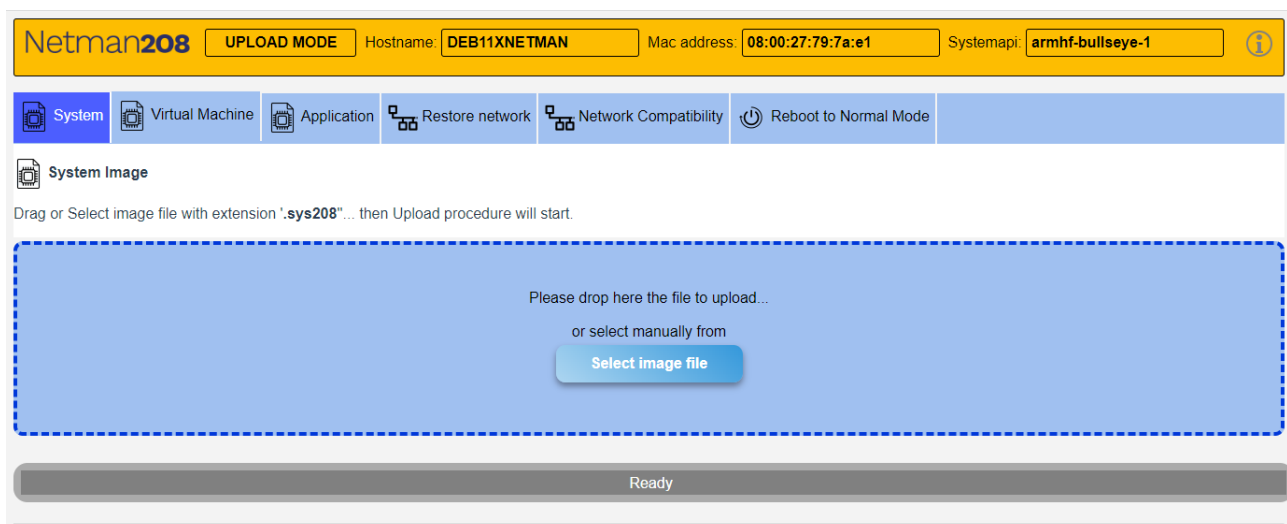 Netman208 UPLOAD MODE Hostname: DEB11XNETMAN Mac address: 08:00:27:79:7a:e1 Systemapi: armhf-bullseye-1
System Virtual Machine Application Restore network Network Compatibility Reboot to Normal Mode
System Image
Drag or Select image file with extension '.sys208"... then Upload procedure will start.
Please drop here the file to upload...
or select manually from
Select image file
Ready